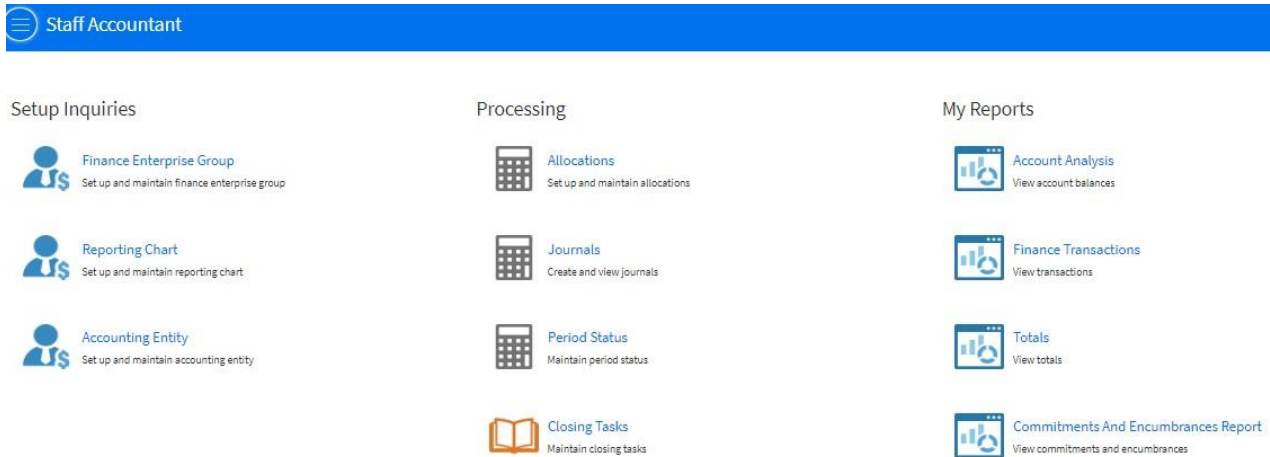 Staff Accountant
Setup Inquiries
Finance Enterprise Group
Set up and maintain finance enterprise group
Reporting Chart
Set up and maintain reporting chart
Accounting Entity
Set up and maintain accounting entity
Processing
Allocations
Set up and maintain allocations
Journals
Create and view journals
Period Status
Maintain period status
Closing Tasks
Maintain closing tasks
My Reports
Account Analysis
View account balances
Finance Transactions
View transactions
Totals
View totals
Commitments And Encumbrances Report
View commitments and encumbrances